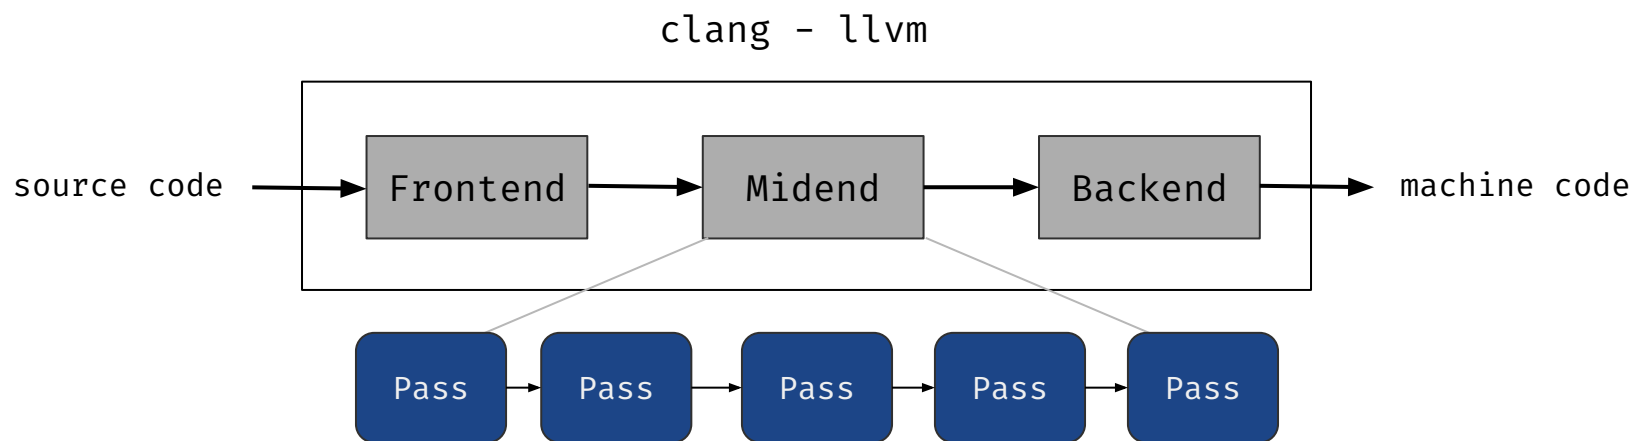 clang - llvm
source code
Frontend
Midend
Backend
machine code
Pass
Pass
Pass
Pass
Pass